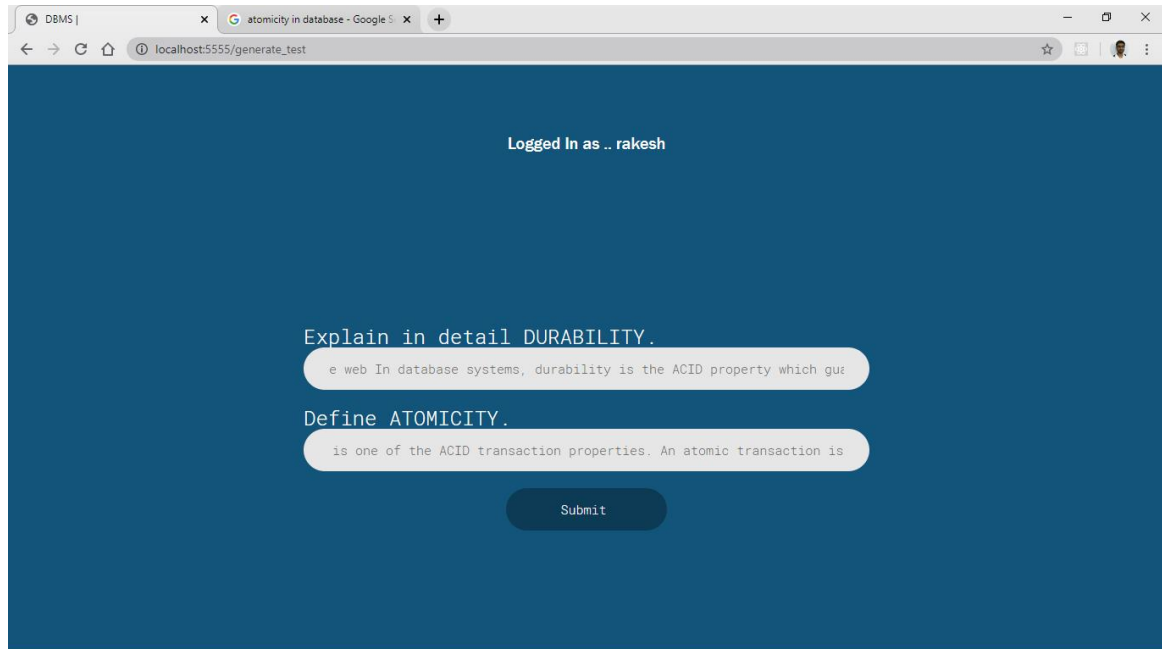 DBMS |
atomicity in database - Google S
localhost:5555/generate_test
Logged In as .. rakesh
Explain in detail DURABILITY.
e web In database systems, durability is the ACID property which gua
Define ATOMICITY.
is one of the ACID transaction properties. An atomic transaction is
Submit